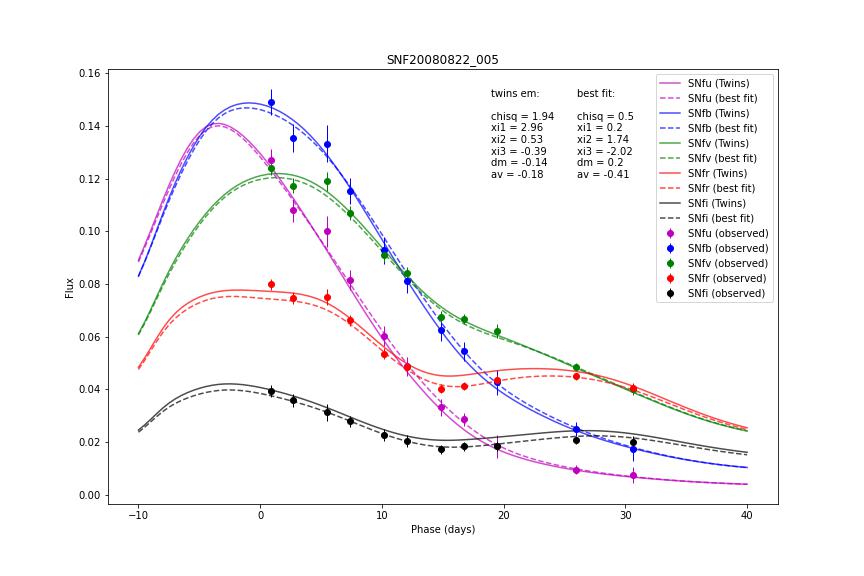 SNF20080822_005
0.16
0.14
0.12
0.10
0.08
0.06
0.04
0.02
0.00
Flux
−10
0
10
20
30
40
Phase (days)
twins em:
chisq = 1.94
xi1 = 2.96
xi2 = 0.53
xi3 = -0.39
dm = -0.14
av = -0.18
best fit:
chisq = 0.5
xi1 = 0.2
xi2 = 1.74
xi3 = -2.02
dm = 0.2
av = -0.41
SNfu (Twins)
SNfu (best fit)
SNfb (Twins)
SNfb (best fit)
SNfv (Twins)
SNfv (best fit)
SNfr (Twins)
SNfr (best fit)
SNfi (Twins)
SNfi (best fit)
SNfu (observed)
SNfb (observed)
SNfv (observed)
SNfr (observed)
SNfi (observed)